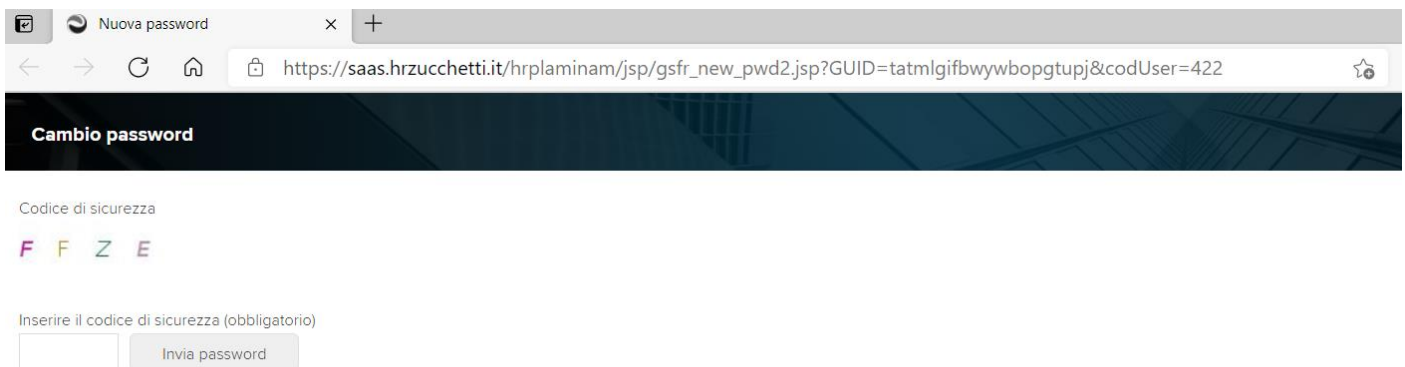 Nuova password
https://saas.hrzucchetti.it/hrplaminam/jsp/gsfr_new_pwd2.jsp?GUID=tatmlgifbwywbopgtupj&codUser=422
Cambio password
Codice di sicurezza
F F Z E
Inserire il codice di sicurezza (obbligatorio)
Invia password